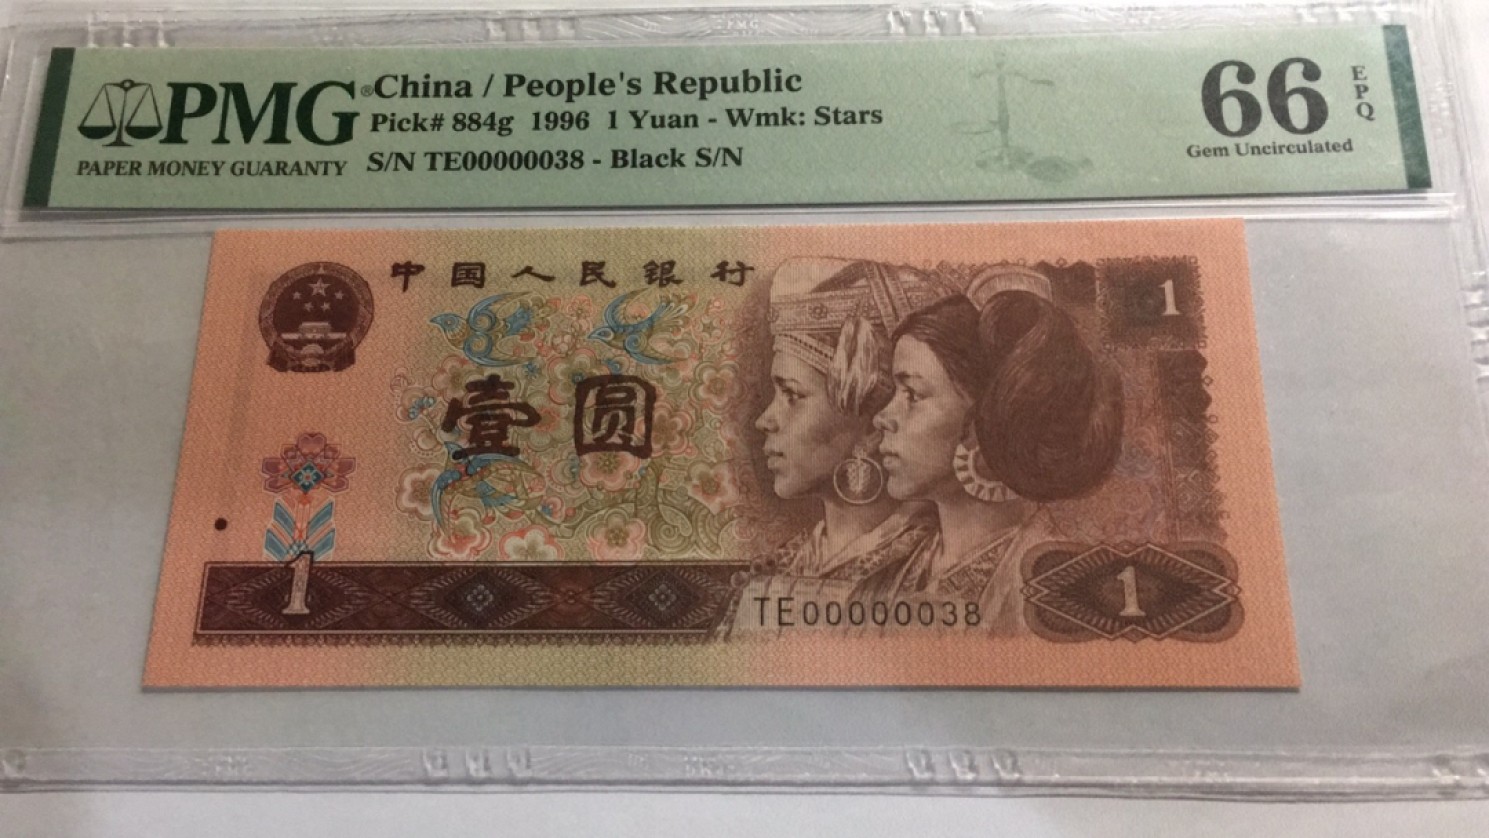 PMG®
PAPER MONEY GUARANTY
China / People's Republic
Pick# 884g 1996 1 Yuan - Wmk: Stars
S/N TE00000038 - Black S/N
66
EPQ
Gem Uncirculated
中国人民银行
1
壹圆
1
TE00000038
1